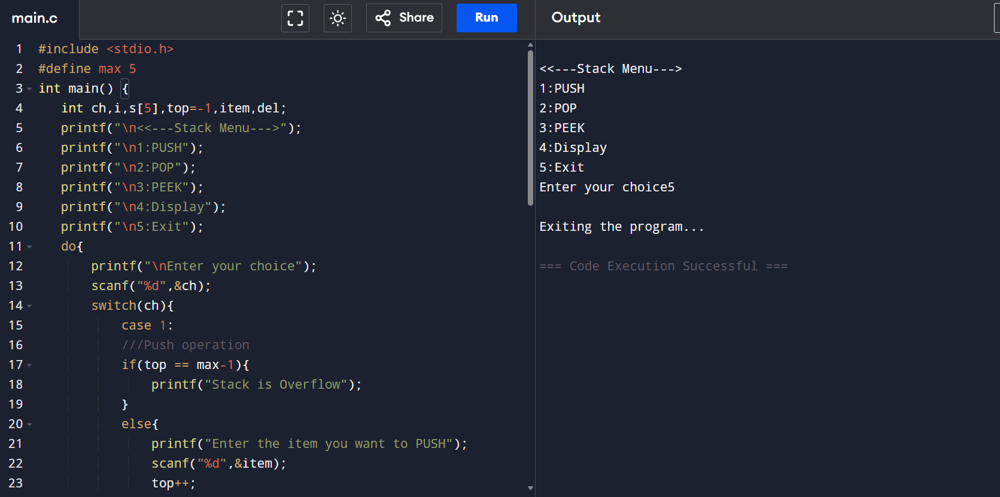 main.c
Share
Run
Output
1 #include <stdio.h>
2 #define max 5
3 int main() {
4 int ch,i,s[5],top=-1,item,del;
5 printf("\n<<---Stack Menu--->");
6 printf("\n1:PUSH");
7 printf("\n2:POP");
8 printf("\n3:PEEK");
9 printf("\n4:Display");
10 printf("\n5:Exit");
11 do{
12 printf("\nEnter your choice");
13 scanf("%d",&ch);
14 switch(ch){
15 case 1:
16 ///Push operation
17 if(top == max-1){
18 printf("Stack is Overflow");
19 }
20 else{
21 printf("Enter the item you want to PUSH");
22 scanf("%d",&item);
23 top++;
<<---Stack Menu--->
1:PUSH
2:POP
3:PEEK
4:Display
5:Exit
Enter your choice5
Exiting the program...
=== Code Execution Successful ===